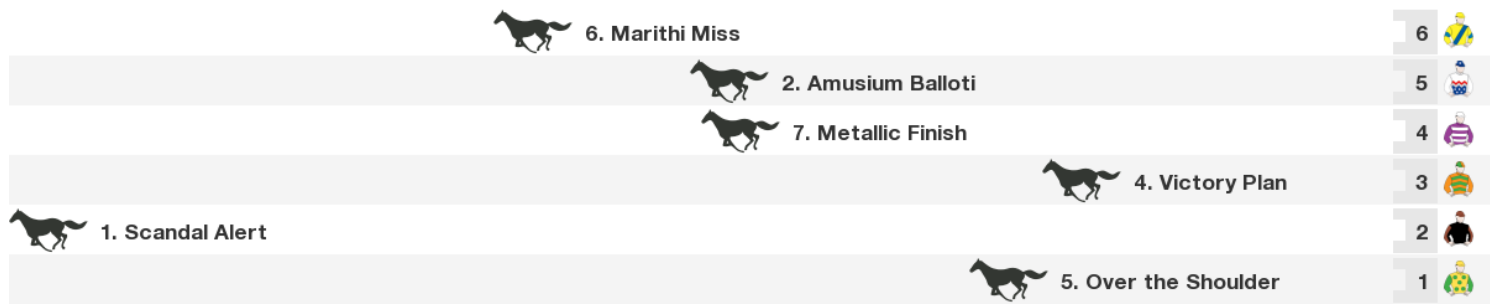 6. Marithi Miss 6
2. Amusium Balloti 5
7. Metallic Finish 4
4. Victory Plan 3
1. Scandal Alert 2
5. Over the Shoulder 1